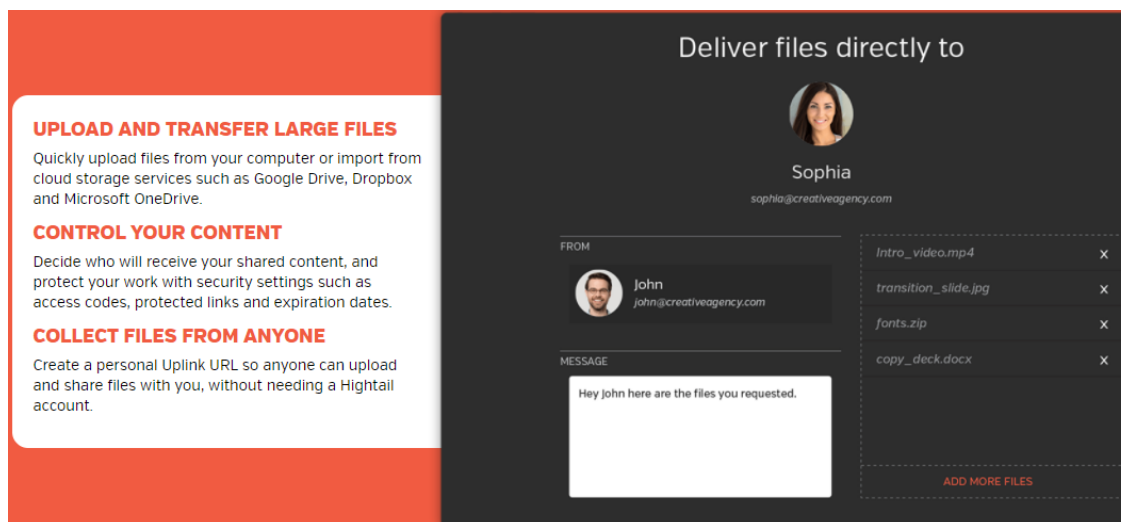 UPLOAD AND TRANSFER LARGE FILES
Quickly upload files from your computer or import from
cloud storage services such as Google Drive, Dropbox
and Microsoft OneDrive.
CONTROL YOUR CONTENT
Decide who will receive your shared content, and
protect your work with security settings such as
access codes, protected links and expiration dates.
COLLECT FILES FROM ANYONE
Create a personal Uplink URL so anyone can upload
and share files with you, without needing a Hightail
account.
Deliver files directly to
Sophia
sophia@creativeagency.com
FROM
John
john@creativeagency.com
MESSAGE
Hey John here are the files you requested.
Intro_video.mp4 X
transition_slide.jpg X
fonts.zip X
copy_deck.docx X
ADD MORE FILES